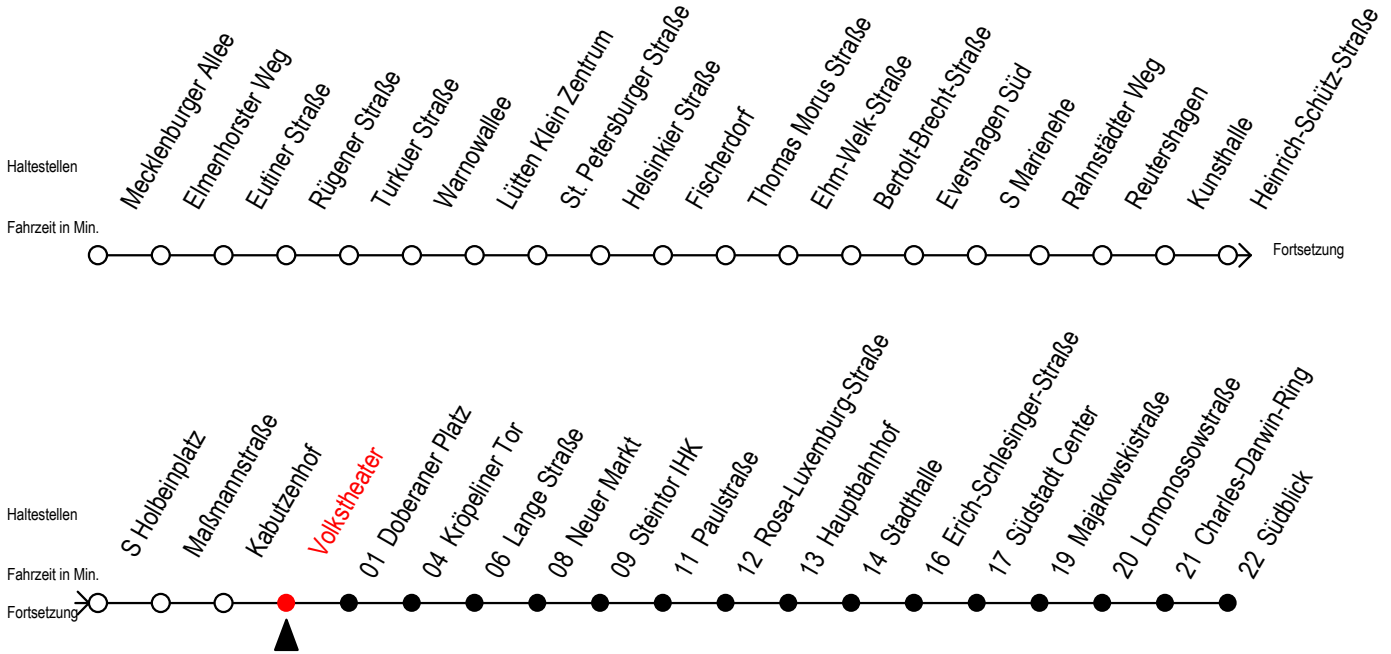 Haltestellen
Mecklenburger Allee
Elmenhorster Weg
Eutiner Straße
Rügener Straße
Turkuer Straße
Warnowallee
Lütten Klein Zentrum
St. Petersburger Straße
Helsinkier Straße
Fischerdorf
Thomas Morus Straße
Ehm-Welk-Straße
Bertolt-Brecht-Straße
Evershagen Süd
S Marienehe
Rahnstädter Weg
Reutershagen
Kunsthalle
Heinrich-Schütz-Straße
Fahrzeit in Min.
Fortsetzung
Haltestellen
S Holbeinplatz
Maßmannstraße
Kabutzenhof
Volkstheater
01 Doberaner Platz
04 Kröpeliner Tor
06 Lange Straße
08 Neuer Markt
09 Steintor IHK
11 Paulstraße
12 Rosa-Luxemburg-Straße
13 Hauptbahnhof
14 Stadthalle
16 Erich-Schlesinger-Straße
17 Südstadt Center
19 Majakowskistraße
20 Lomonossowstraße
21 Charles-Darwin-Ring
22 Südblick
Fahrzeit in Min.
Fortsetzung